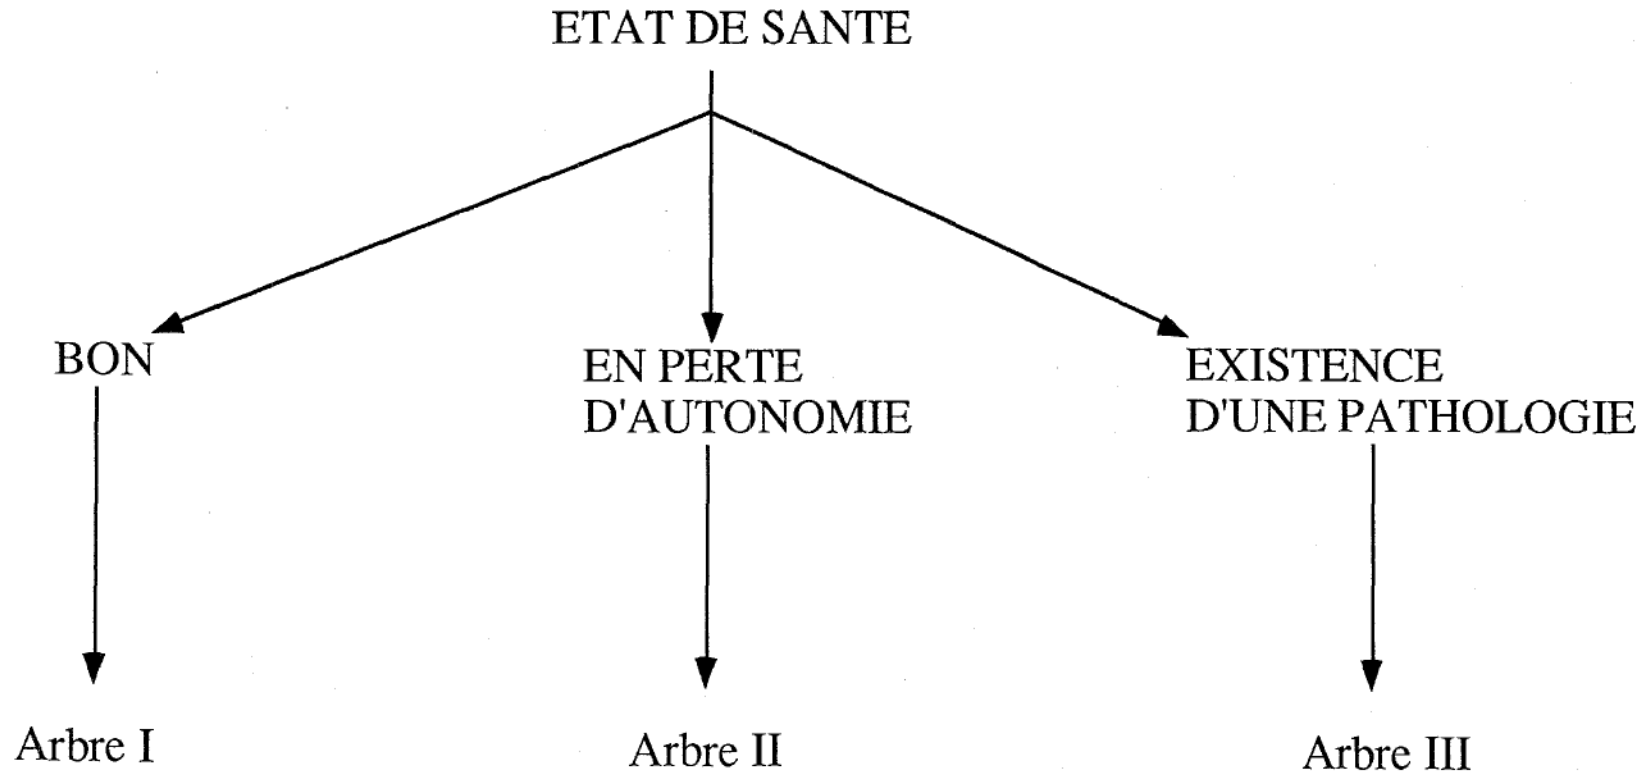 ETAT DE SANTE
BON
EN PERTE
D'AUTONOMIE
EXISTENCE
D'UNE PATHOLOGIE
Arbre I
Arbre II
Arbre III